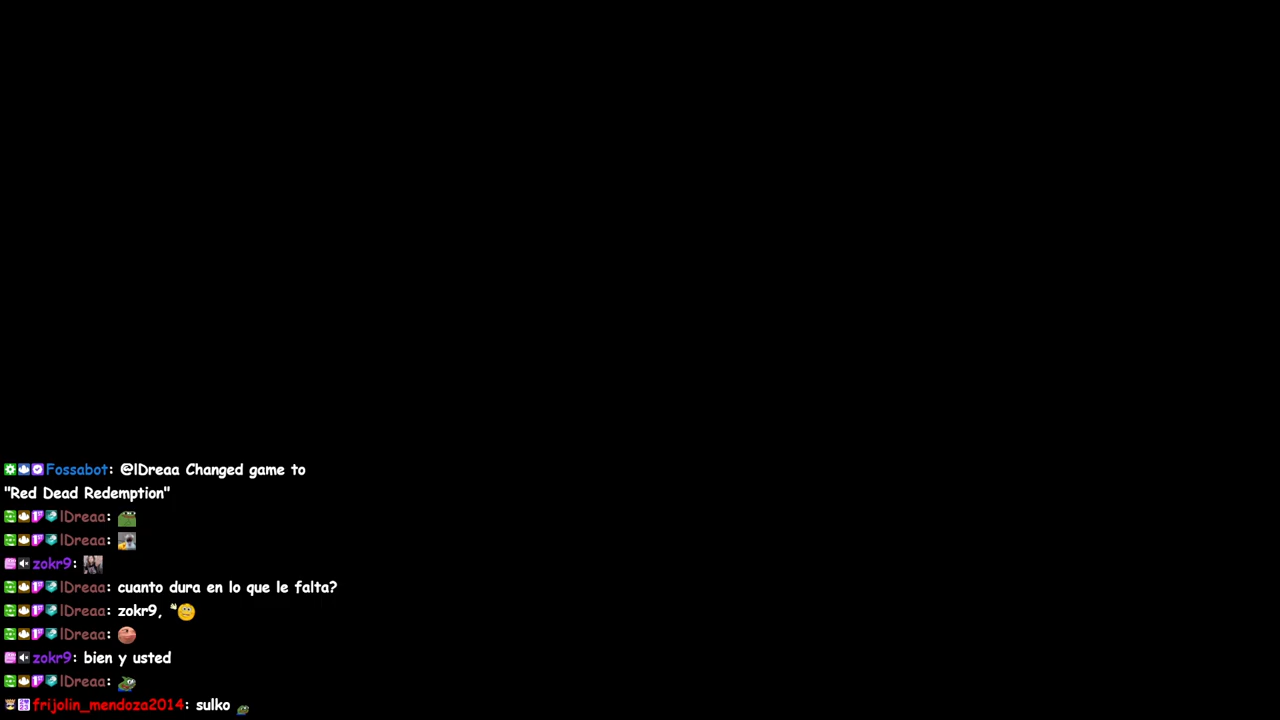 Fossabot: @lDreaa Changed game to
"Red Dead Redemption"
lDreaa:
lDreaa:
zokr9:
lDreaa: cuanto dura en lo que le falta?
lDreaa: zokr9,
lDreaa:
zokr9: bien y usted
lDreaa:
frijolin_mendoza2014: sulko